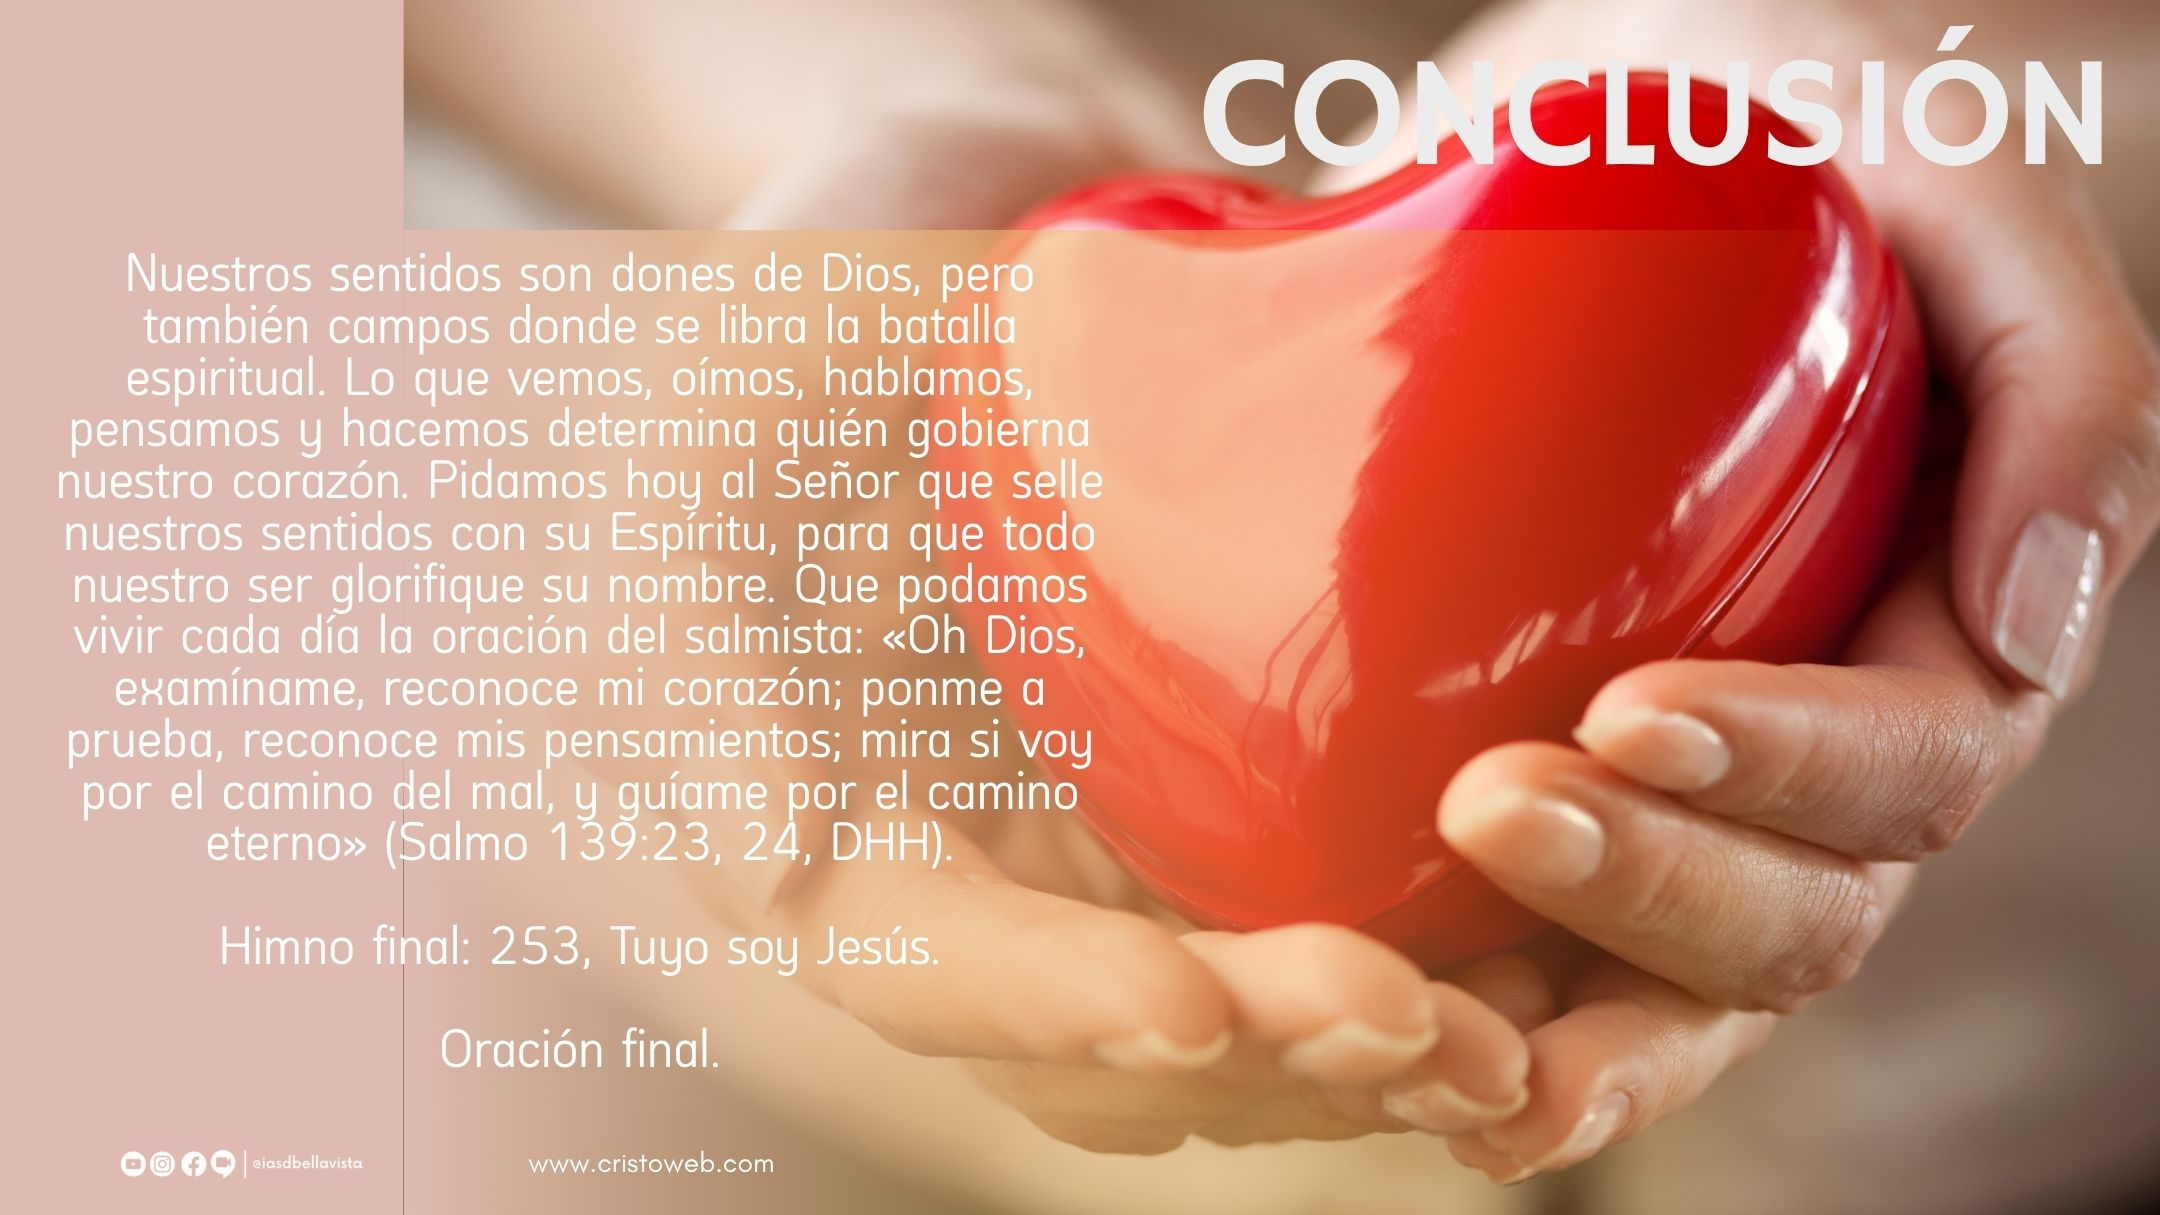 CONCLUSIÓN
Nuestros sentidos son dones de Dios, pero
también campos donde se libra la batalla
espiritual. Lo que vemos, oímos, hablamos,
pensamos y hacemos determina quién gobierna
nuestro corazón. Pidamos hoy al Señor que selle
nuestros sentidos con su Espíritu, para que todo
nuestro ser glorifique su nombre. Que podamos
vivir cada día la oración del salmista: «Oh Dios,
examíname, reconoce mi corazón; ponme a
prueba, reconoce mis pensamientos; mira si voy
por el camino del mal, y guíame por el camino
eterno» (Salmo 139:23, 24, DHH).
Himno final: 253, Tuyo soy Jesús.
Oración final.
@iasdbellavista
www.cristoweb.com